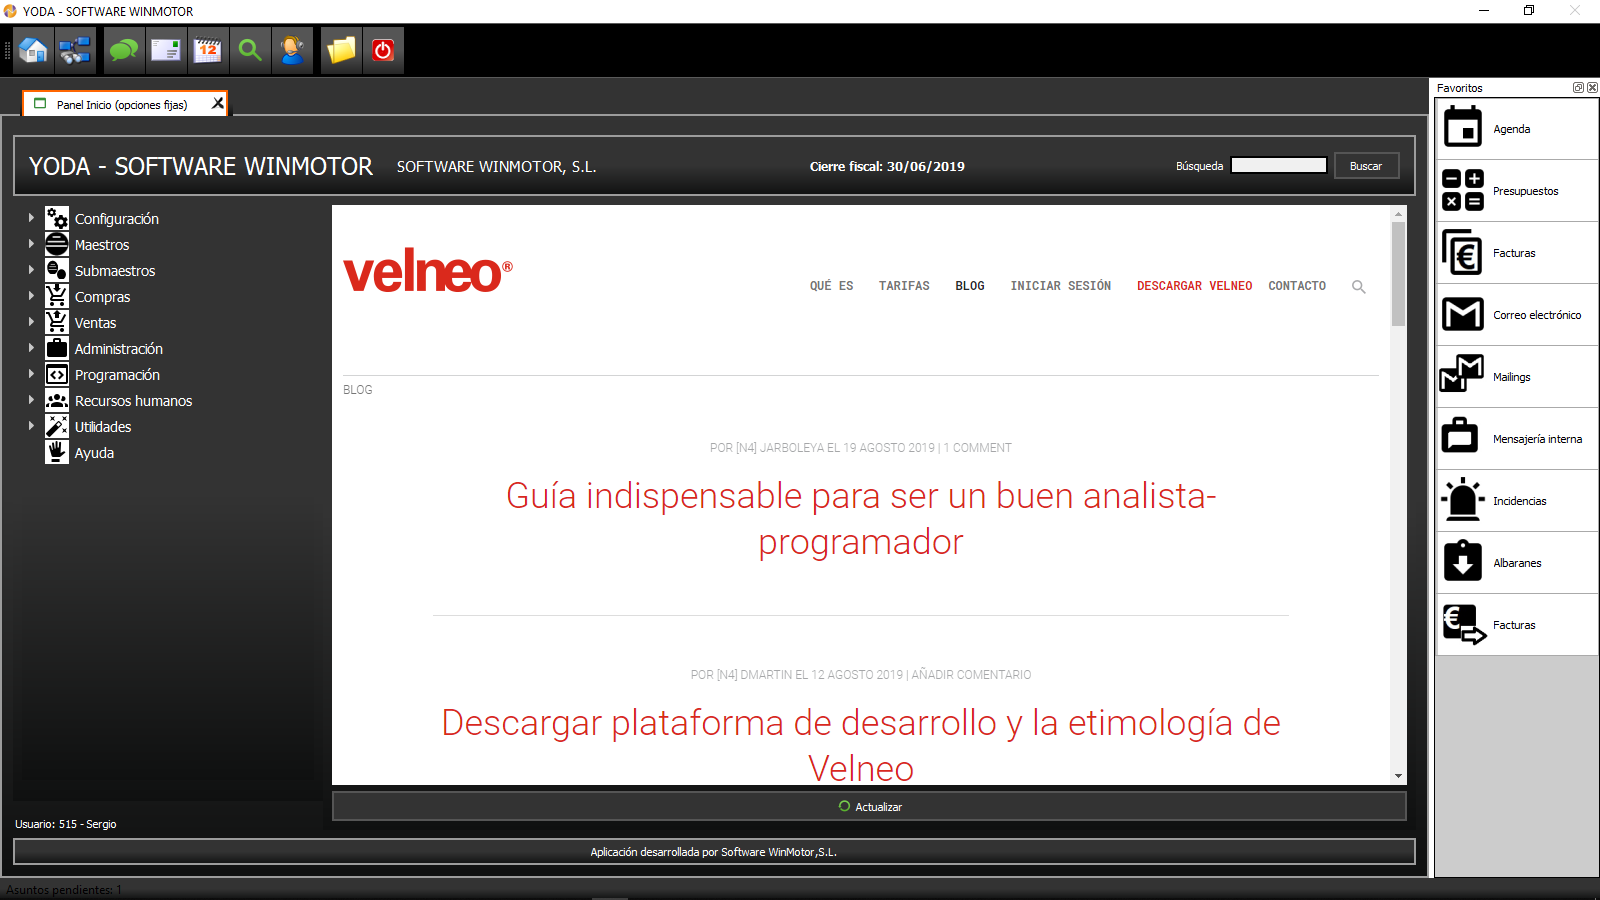 YODA - SOFTWARE WINMOTOR
12
Panel Inicio (opciones fijas)
YODA - SOFTWARE WINMOTOR
SOFTWARE WINMOTOR, S.L.
Cierre fiscal: 30/06/2019
Búsqueda
Buscar
Configuración
Maestros
Submaestros
Compras
Ventas
Administración
Programación
Recursos humanos
Utilidades
Ayuda
velneo®
QUÉ ES
TARIFAS
BLOG
INICIAR SESIÓN
DESCARGAR VELNEO
CONTACTO
BLOG
POR [N4] JARBOLEYA EL 19 AGOSTO 2019 | 1 COMMENT
Guía indispensable para ser un buen analista-
programador
POR [N4] DMARTIN EL 12 AGOSTO 2019 | AÑADIR COMENTARIO
Descargar plataforma de desarrollo y la etimología de
Velneo
Actualizar
Usuario: 515 - Sergio
Aplicación desarrollada por Software WinMotor,S.L.
Asuntos pendientes: 1
Favoritos
Agenda
Presupuestos
Facturas
Correo electrónico
Mailings
Mensajería interna
Incidencias
Albaranes
Facturas